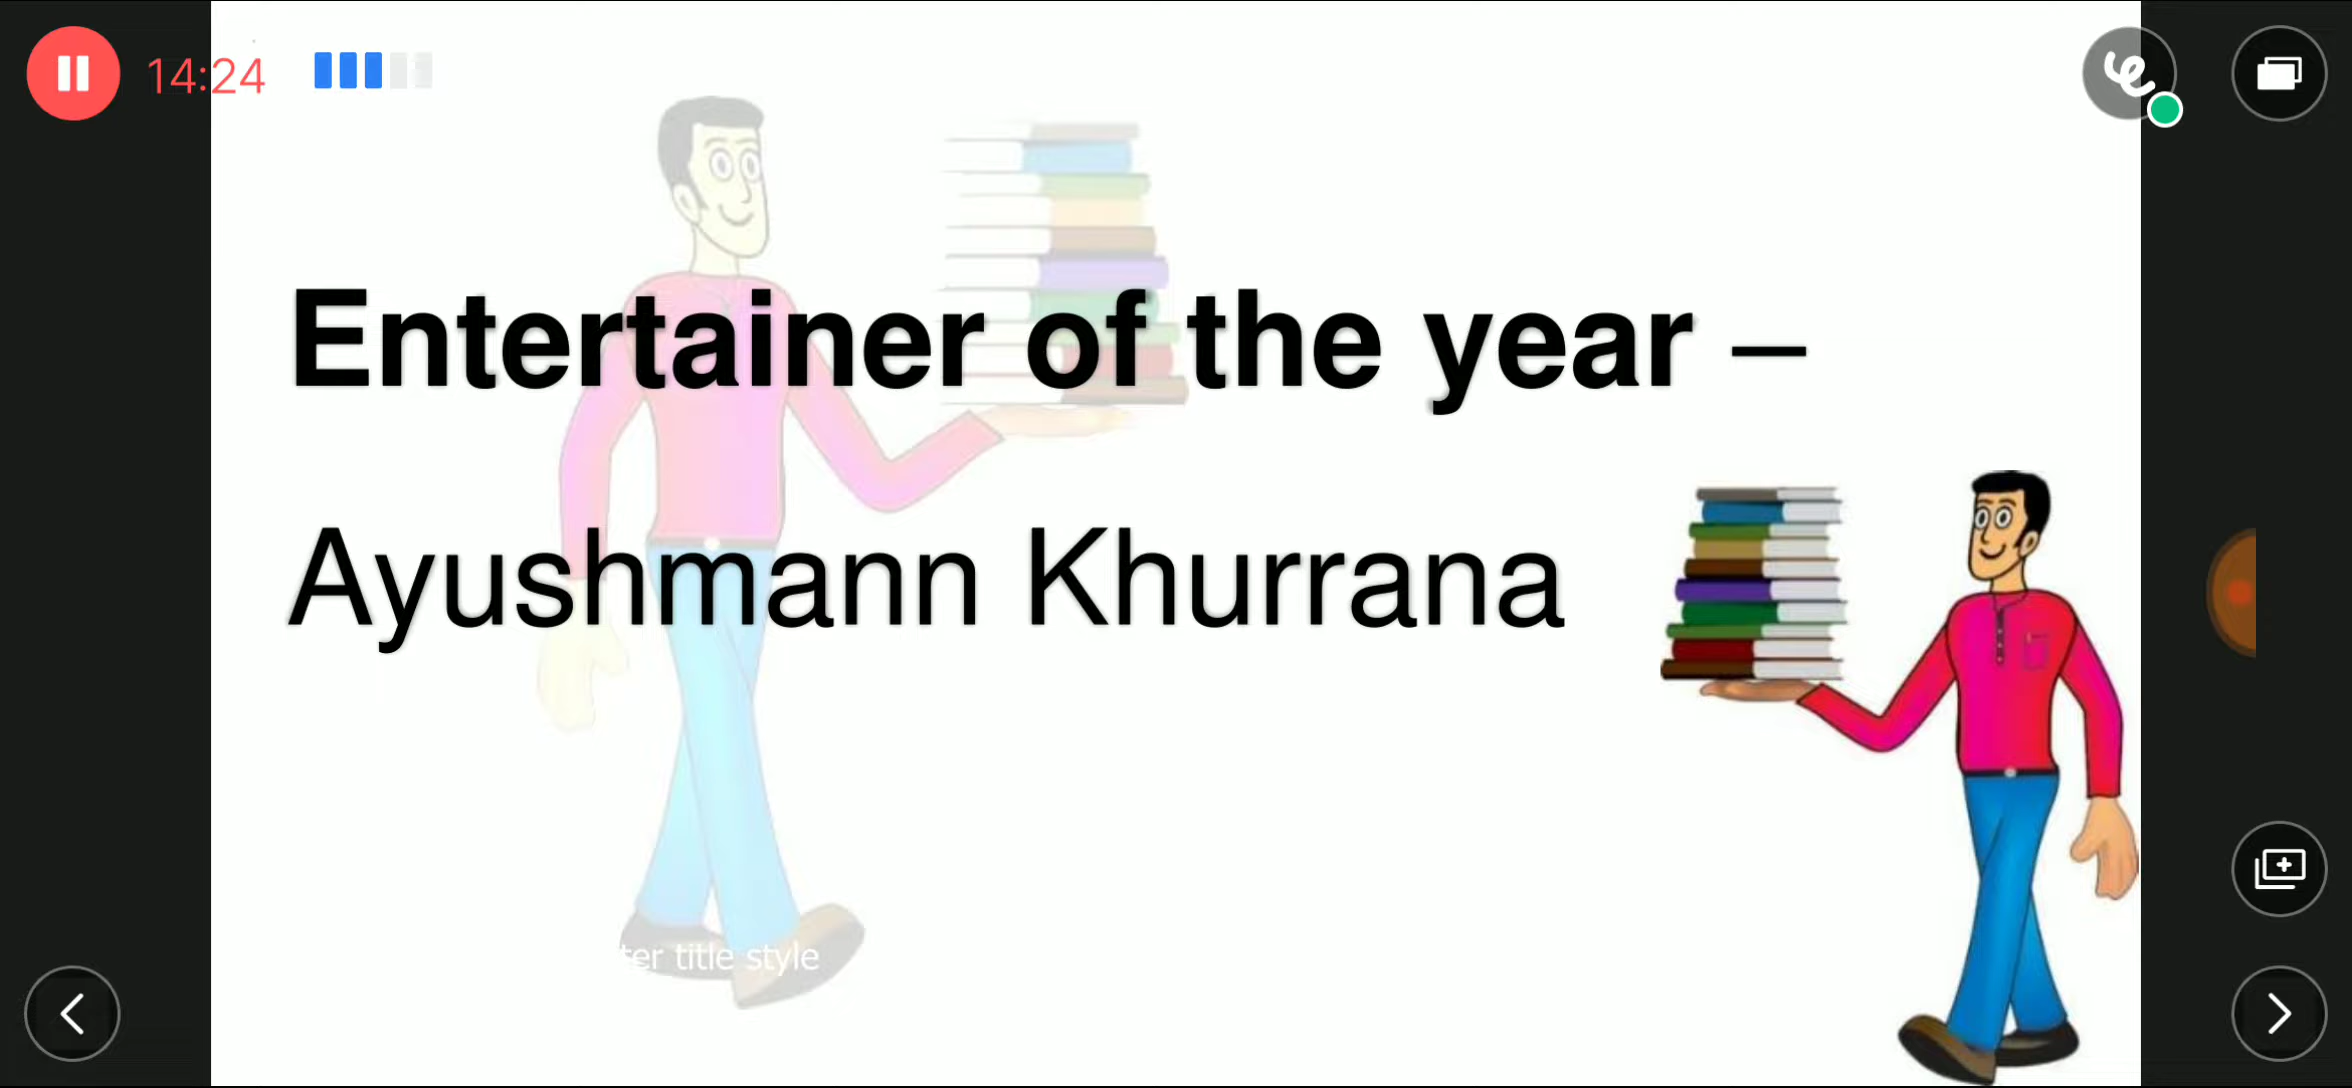 14:24
Entertainer of the year –
Ayushmann Khurrana
ter title style